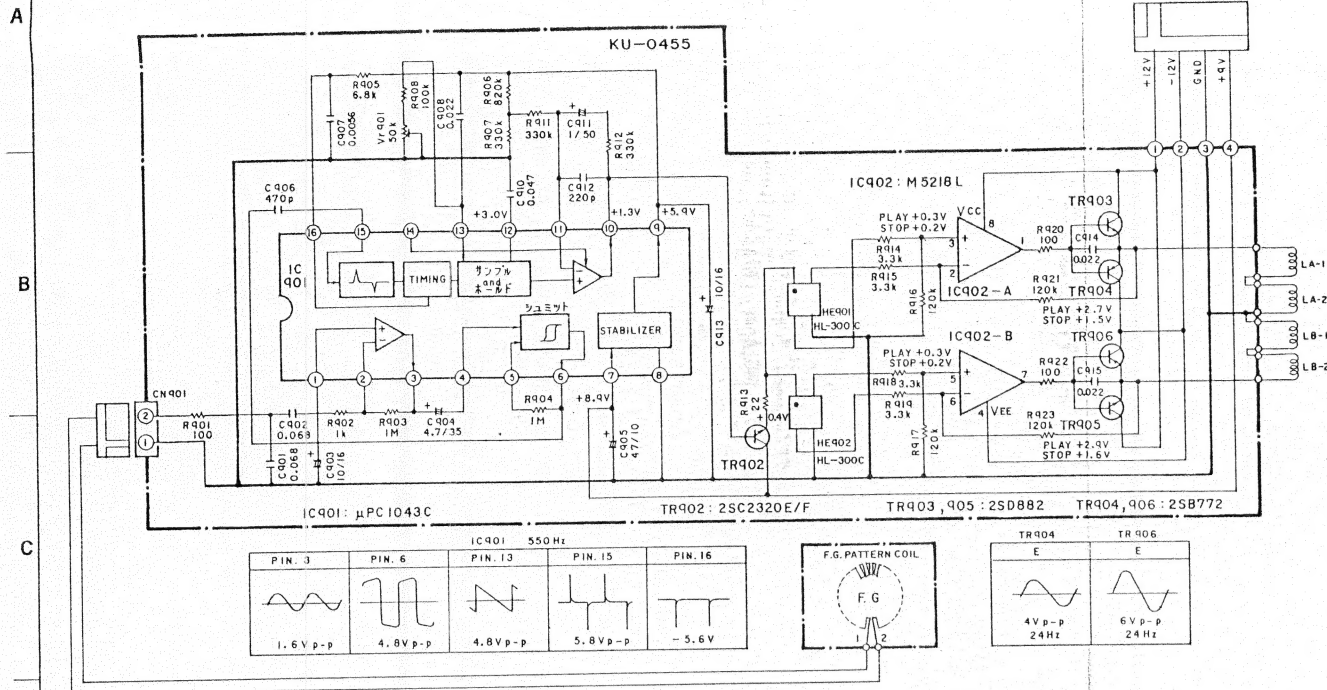 A
B
C
KU-0455
+12V
-12V
GND
+9V
1
2
3
4
R905
6.8k
C907
0.0056
R908
100k
Vr901
50k
C908
0.022
R906
820k
R907
330k
R911
330k
C911
1/50
R912
330k
C906
470p
C910
0.047
C912
220p
+3.0V
+1.3V
+5.9V
16
15
14
13
12
11
10
9
IC
901
TIMING
サンプル
and
ホールド
シュミット
STABILIZER
1
2
3
4
5
6
7
8
+8.9V
10/16
C913
CN901
2
1
R901
100
C902
0.068
R902
1k
R903
1M
C904
4.7/35
R904
1M
C905
47/10
C901
0.068
C903
10/16
R913
22
0.4V
TR902
HE901
HL-300C
HE902
HL-300C
IC902: M5218L
PLAY +0.3V
STOP +0.2V
R914
3.3k
R915
3.3k
R916
120k
VCC
8
3
2
1
IC902-A
R920
100
C914
0.022
TR903
TR904
R921
120k
PLAY +2.7V
STOP +1.5V
IC902-B
PLAY +0.3V
STOP +0.2V
R918
3.3k
R919
3.3k
R917
120k
5
6
7
4
VEE
R922
100
C915
0.022
TR906
TR905
R923
120k
PLAY +2.9V
STOP +1.6V
LA-1
LA-2
LB-1
LB-2
IC901: μPC1043C
TR902: 2SC2320E/F
TR903, 905: 2SD882
TR904, 906: 2SB772
IC901 550Hz
PIN. 3
PIN. 6
PIN. 13
PIN. 15
PIN. 16
1.6Vp-p
4.8Vp-p
4.8Vp-p
5.8Vp-p
-5.6V
F.G. PATTERN COIL
F.G
1
2
TR904
TR906
E
E
4Vp-p
24Hz
6Vp-p
24Hz